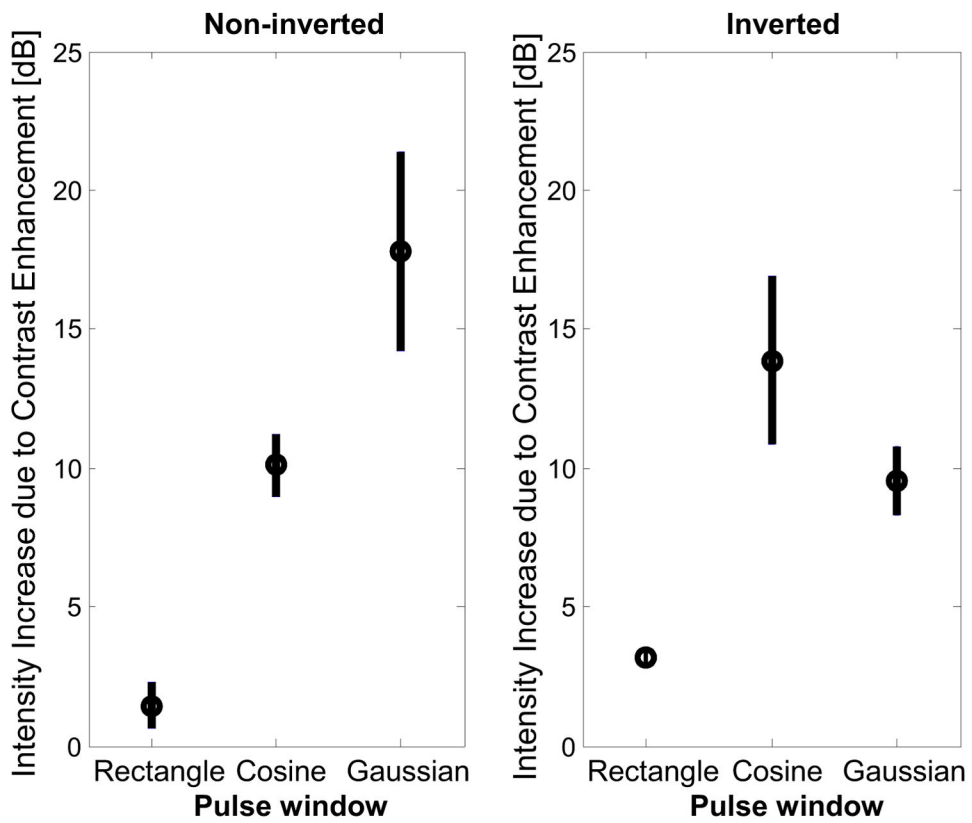 Non-inverted
Intensity Increase due to Contrast Enhancement [dB]
25
20
15
10
5
0
Rectangle Cosine Gaussian
Pulse window
Inverted
Intensity Increase due to Contrast Enhancement [dB]
25
20
15
10
5
0
Rectangle Cosine Gaussian
Pulse window